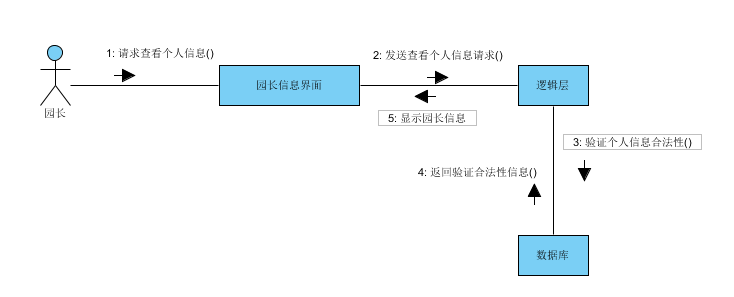 1: 请求查看个人信息()
2: 发送查看个人信息请求()
园长信息界面
逻辑层
园长
5: 显示园长信息
3: 验证个人信息合法性()
4: 返回验证合法性信息()
数据库